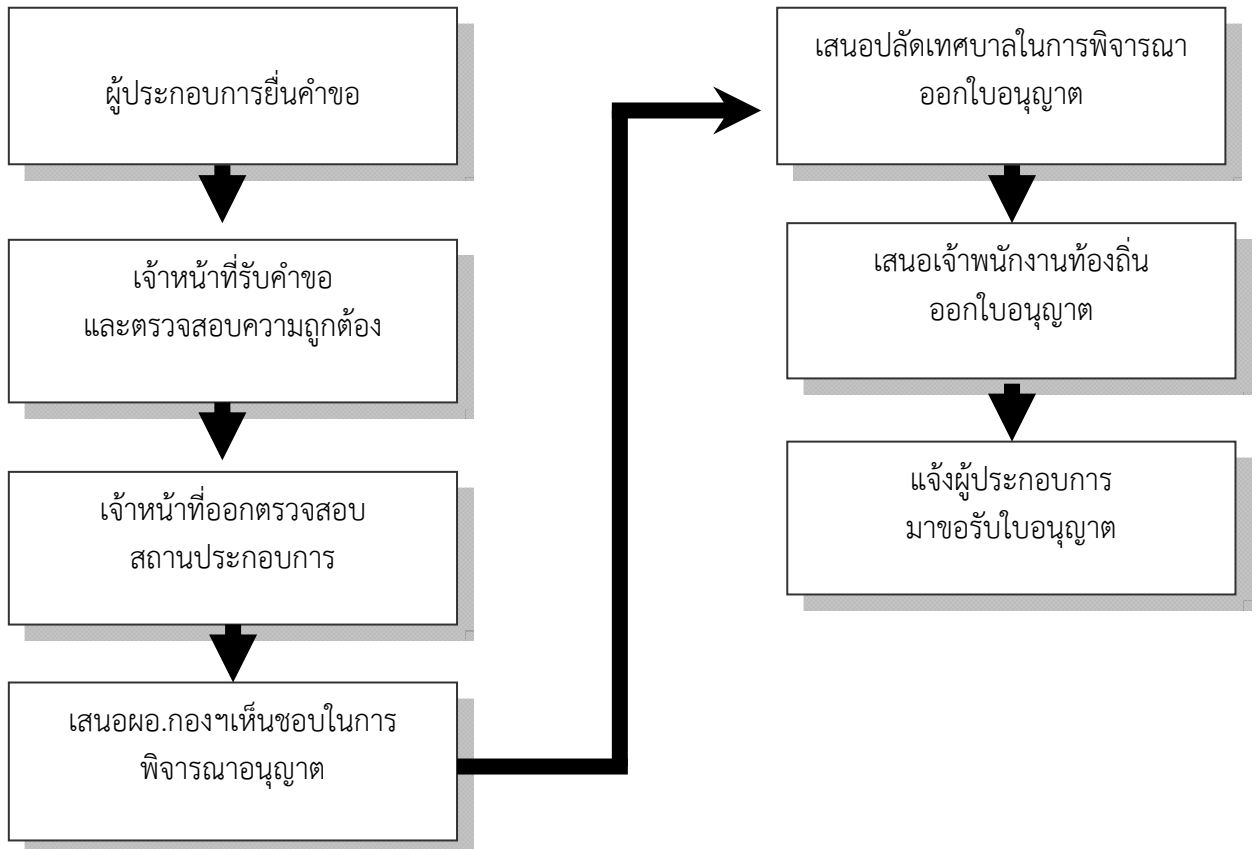 ผู้ประกอบการยื่นคำขอ
เจ้าหน้าที่รับคำขอ
และตรวจสอบความถูกต้อง
เจ้าหน้าที่ออกตรวจสอบ
สถานประกอบการ
เสนอผอ.กองฯเห็นชอบในการ
พิจารณาอนุญาต
เสนอปลัดเทศบาลในการพิจารณา
ออกใบอนุญาต
เสนอเจ้าพนักงานท้องถิ่น
ออกใบอนุญาต
แจ้งผู้ประกอบการ
มาขอรับใบอนุญาต